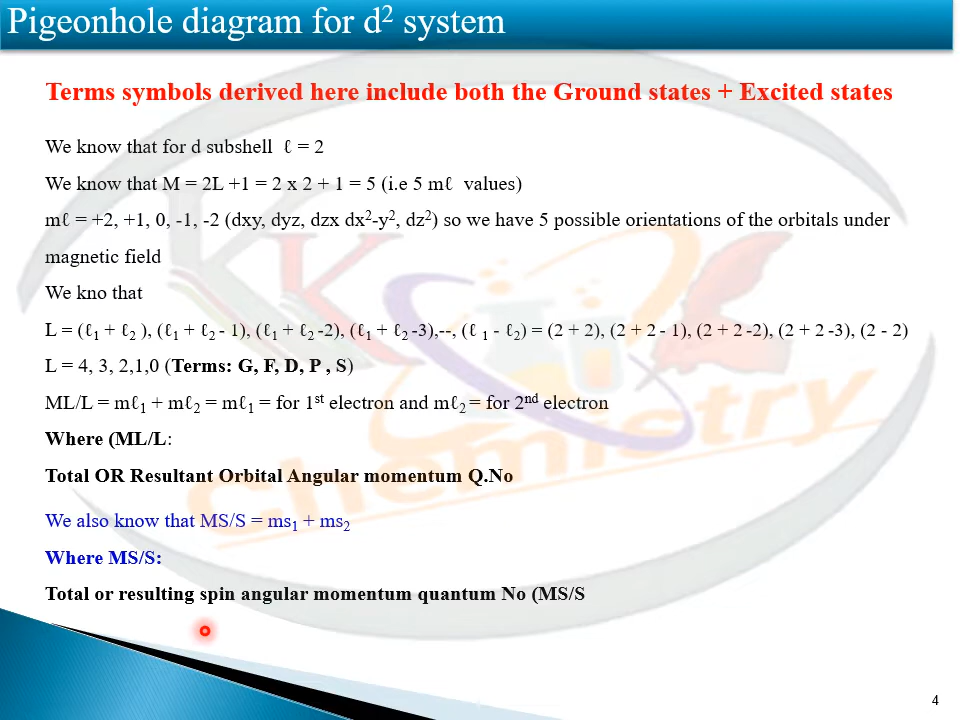 Pigeonhole diagram for d² system
Terms symbols derived here include both the Ground states + Excited states
We know that for d subshell ℓ = 2
We know that M = 2L +1 = 2 x 2 + 1 = 5 (i.e 5 mℓ values)
mℓ = +2, +1, 0, -1, -2 (dxy, dyz, dzx dx²-y², dz²) so we have 5 possible orientations of the orbitals under
magnetic field
We kno that
L = (ℓ₁ + ℓ₂ ), (ℓ₁ + ℓ₂ - 1), (ℓ₁ + ℓ₂ -2), (ℓ₁ + ℓ₂ -3),--, (ℓ ₁ - ℓ₂) = (2 + 2), (2 + 2 - 1), (2 + 2 -2), (2 + 2 -3), (2 - 2)
L = 4, 3, 2,1,0 (Terms: G, F, D, P , S)
ML/L = mℓ₁ + mℓ₂ = mℓ₁ = for 1st electron and mℓ₂ = for 2nd electron
Where (ML/L:
Total OR Resultant Orbital Angular momentum Q.No
We also know that MS/S = ms₁ + ms₂
Where MS/S:
Total or resulting spin angular momentum quantum No (MS/S
K K Chemistry
4